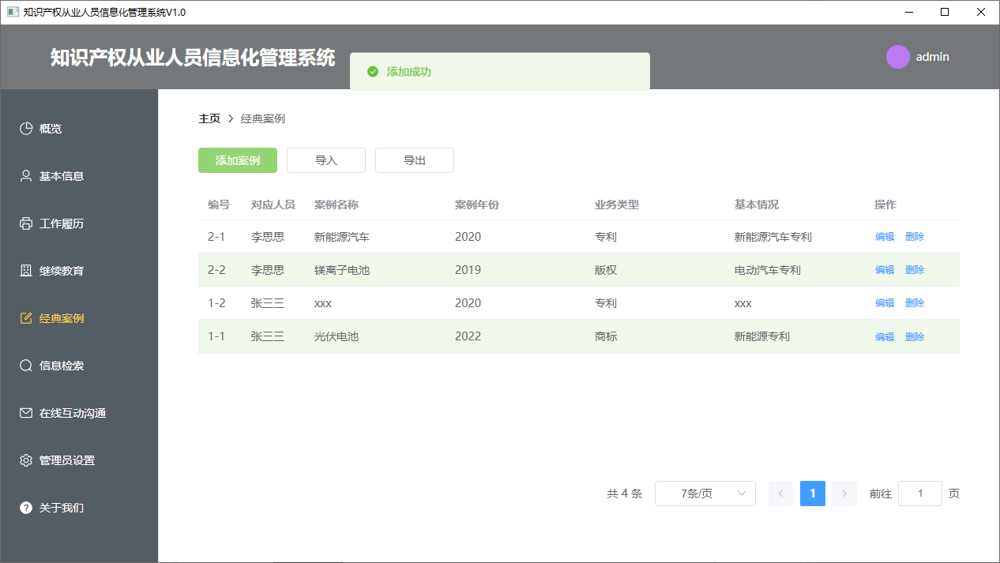 知识产权从业人员信息化管理系统V1.0
知识产权从业人员信息化管理系统
添加成功
admin
概览
基本信息
工作履历
继续教育
经典案例
信息检索
在线互动沟通
管理员设置
关于我们
主页 > 经典案例
添加案例 导入 导出
编号 对应人员 案例名称 案例年份 业务类型 基本情况 操作
2-1 李思思 新能源汽车 2020 专利 新能源汽车专利 编辑 删除
2-2 李思思 镁离子电池 2019 版权 电动汽车专利 编辑 删除
1-2 张三三 xxx 2020 专利 xxx 编辑 删除
1-1 张三三 光伏电池 2022 商标 新能源专利 编辑 删除
共 4 条 7条/页 < 1 > 前往 1 页